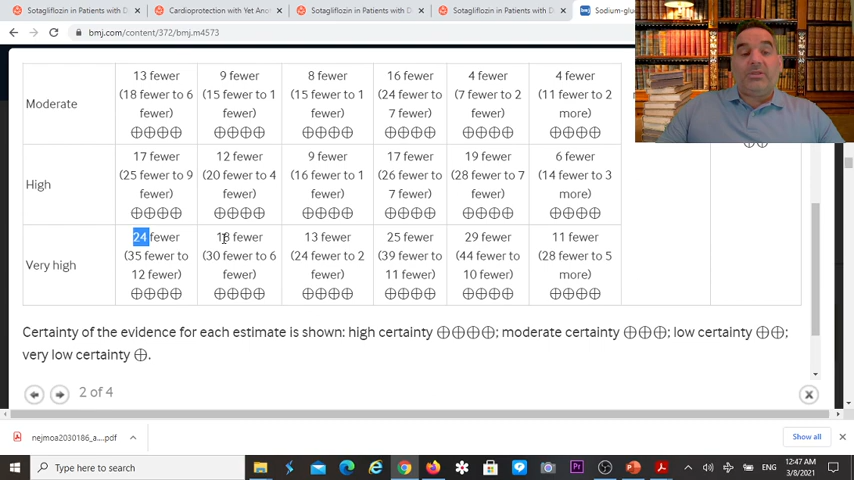 Sotagliflozin in Patients with D
Cardioprotection with Yet Ano
Sotagliflozin in Patients with D
Sotagliflozin in Patients with D
Sodium-glu
bmj.com/content/372/bmj.m4573
Moderate
13 fewer (18 fewer to 6 fewer) ⊕⊕⊕⊕
9 fewer (15 fewer to 1 fewer) ⊕⊕⊕⊕
8 fewer (15 fewer to 1 fewer) ⊕⊕⊕⊕
16 fewer (24 fewer to 7 fewer) ⊕⊕⊕⊕
4 fewer (7 fewer to 2 fewer) ⊕⊕⊕⊕
4 fewer (11 fewer to 2 more) ⊕⊕⊕⊕
High
17 fewer (25 fewer to 9 fewer) ⊕⊕⊕⊕
12 fewer (20 fewer to 4 fewer) ⊕⊕⊕⊕
9 fewer (16 fewer to 1 fewer) ⊕⊕⊕⊕
17 fewer (26 fewer to 7 fewer) ⊕⊕⊕⊕
19 fewer (28 fewer to 7 fewer) ⊕⊕⊕⊕
6 fewer (14 fewer to 3 more) ⊕⊕⊕⊕
Very high
24 fewer (35 fewer to 12 fewer) ⊕⊕⊕⊕
18 fewer (30 fewer to 6 fewer) ⊕⊕⊕⊕
13 fewer (24 fewer to 2 fewer) ⊕⊕⊕⊕
25 fewer (39 fewer to 11 fewer) ⊕⊕⊕⊕
29 fewer (44 fewer to 10 fewer) ⊕⊕⊕⊕
11 fewer (28 fewer to 5 more) ⊕⊕⊕⊕
Certainty of the evidence for each estimate is shown: high certainty ⊕⊕⊕⊕; moderate certainty ⊕⊕⊕; low certainty ⊕⊕;
very low certainty ⊕.
2 of 4
nejmoa2030186_a....pdf
Show all
Type here to search
ENG
12:47 AM
3/8/2021